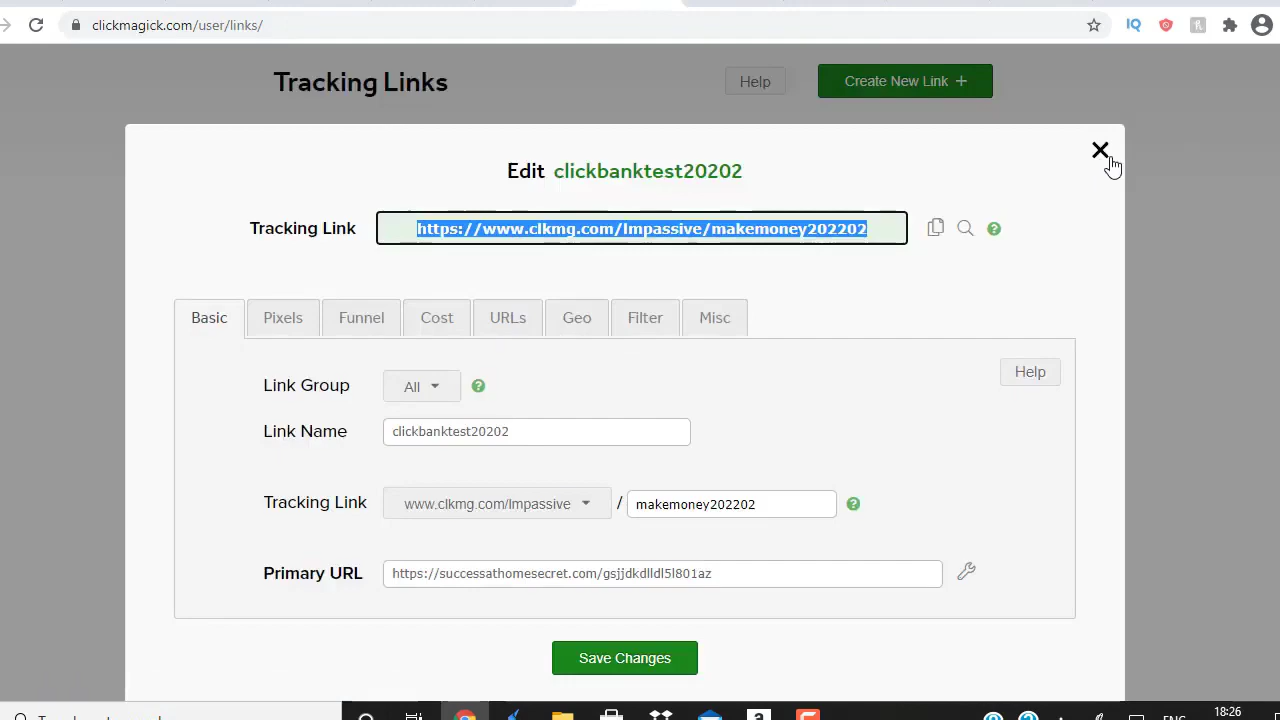 clickmagick.com/user/links/
IQ
Tracking Links
Help
Create New Link +
Edit clickbanktest20202
Tracking Link
https://www.clkmg.com/lmpassive/makemoney202202
Basic
Pixels
Funnel
Cost
URLs
Geo
Filter
Misc
Help
Link Group
All
Link Name
clickbanktest20202
Tracking Link
www.clkmg.com/lmpassive
/
makemoney202202
Primary URL
https://successathomesecret.com/gsjjdkdlldl5l801az
Save Changes
18:26